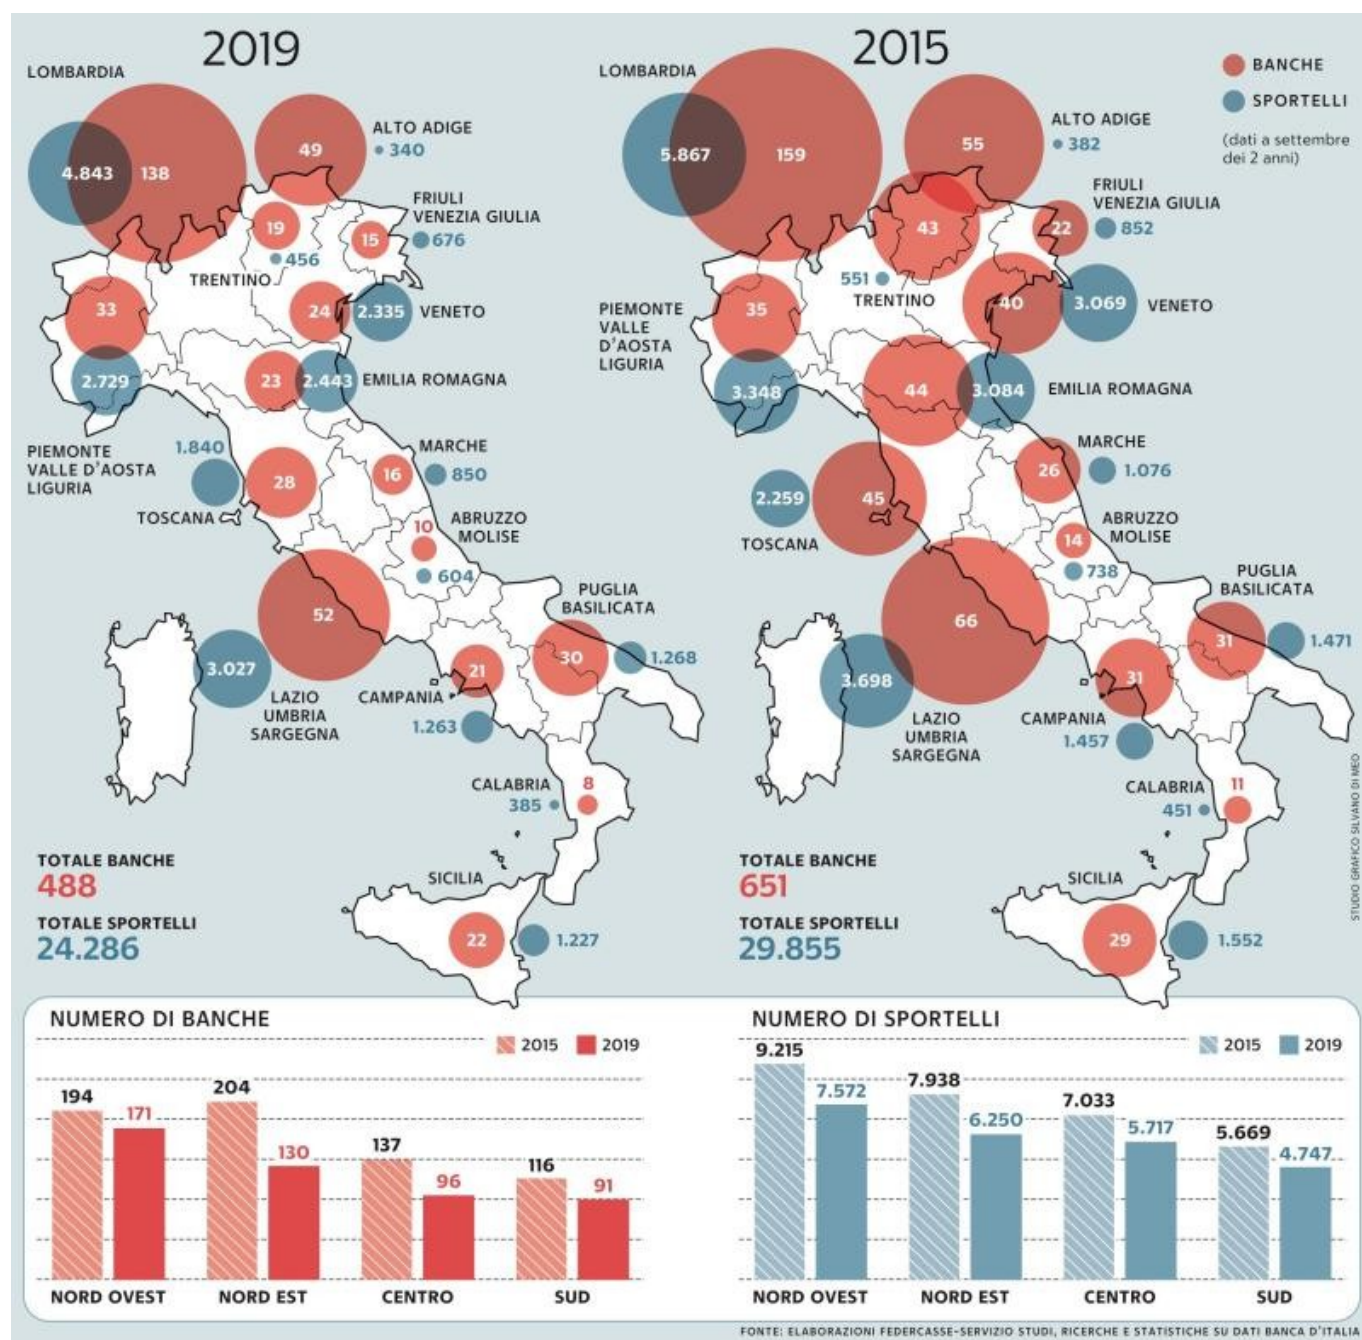 2019
LOMBARDIA
4.843
138
49
ALTO ADIGE
340
19
456
TRENTINO
FRIULI
VENEZIA GIULIA
15
676
33
24
2.335
VENETO
2.729
23
2.443
EMILIA ROMAGNA
PIEMONTE
VALLE D'AOSTA
LIGURIA
1.840
28
TOSCANA
MARCHE
16
850
10
ABRUZZO
MOLISE
604
52
3.027
LAZIO
UMBRIA
SARGEGNA
PUGLIA
BASILICATA
30
1.268
21
CAMPANIA
1.263
CALABRIA
8
385
SICILIA
22
1.227
TOTALE BANCHE
488
TOTALE SPORTELLI
24.286
2015
BANCHE
SPORTELLI
(dati a settembre
dei 2 anni)
LOMBARDIA
5.867
159
55
ALTO ADIGE
382
43
551
TRENTINO
FRIULI
VENEZIA GIULIA
22
852
PIEMONTE
VALLE
D'AOSTA
LIGURIA
35
3.348
40
3.069
VENETO
44
3.084
EMILIA ROMAGNA
2.259
45
TOSCANA
MARCHE
26
1.076
ABRUZZO
MOLISE
14
738
66
3.698
LAZIO
UMBRIA
SARGEGNA
PUGLIA
BASILICATA
31
1.471
31
CAMPANIA
1.457
CALABRIA
11
451
SICILIA
29
1.552
TOTALE BANCHE
651
TOTALE SPORTELLI
29.855
STUDIO GRAFICO SILVANO DI MEO
NUMERO DI BANCHE
2015 2019
194
171
204
130
137
96
116
91
NORD OVEST NORD EST CENTRO SUD
NUMERO DI SPORTELLI
2015 2019
9.215
7.572
7.938
6.250
7.033
5.717
5.669
4.747
NORD OVEST NORD EST CENTRO SUD
FONTE: ELABORAZIONI FEDERCASSE-SERVIZIO STUDI, RICERCHE E STATISTICHE SU DATI BANCA D'ITALIA